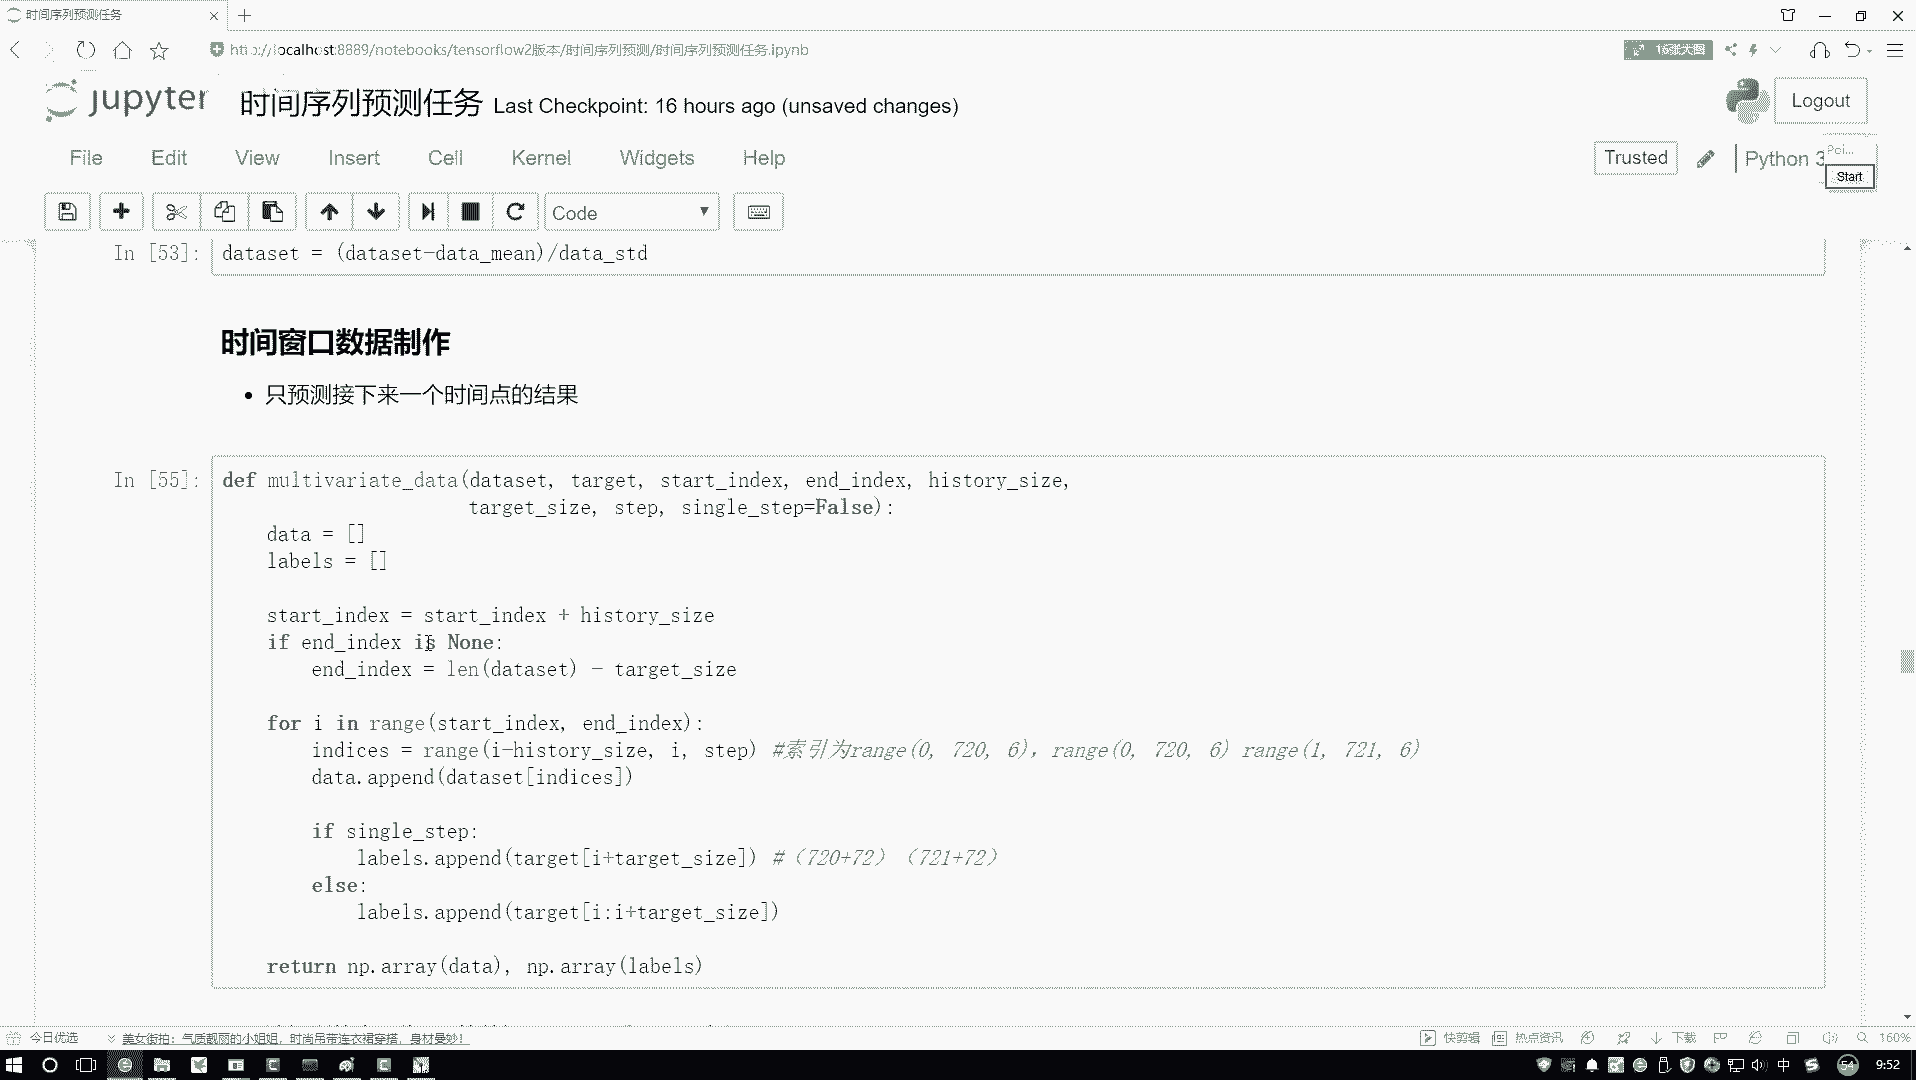 时间序列预测任务
http://localhost:8889/notebooks/tensorflow2版本/时间序列预测/时间序列预测任务.ipynb
jupyter 时间序列预测任务 Last Checkpoint: 16 hours ago (unsaved changes)
Logout
File Edit View Insert Cell Kernel Widgets Help
Trusted Python 3
Start
Code
In [53]: dataset = (dataset-data_mean)/data_std
时间窗口数据制作
• 只预测接下来一个时间点的结果
In [55]: def multivariate_data(dataset, target, start_index, end_index, history_size,
target_size, step, single_step=False):
data = []
labels = []
start_index = start_index + history_size
if end_index is None:
end_index = len(dataset) - target_size
for i in range(start_index, end_index):
indices = range(i-history_size, i, step) #索引为range(0, 720, 6)，range(0, 720, 6) range(1, 721, 6)
data.append(dataset[indices])
if single_step:
labels.append(target[i+target_size]) #（720+72）（721+72）
else:
labels.append(target[i:i+target_size])
return np.array(data), np.array(labels)
今日优选 美女街拍：气质靓丽的小姐姐，时尚吊带连衣裙穿搭，身材曼妙！ 快剪辑 热点资讯 下载 160%
中 54 9:52